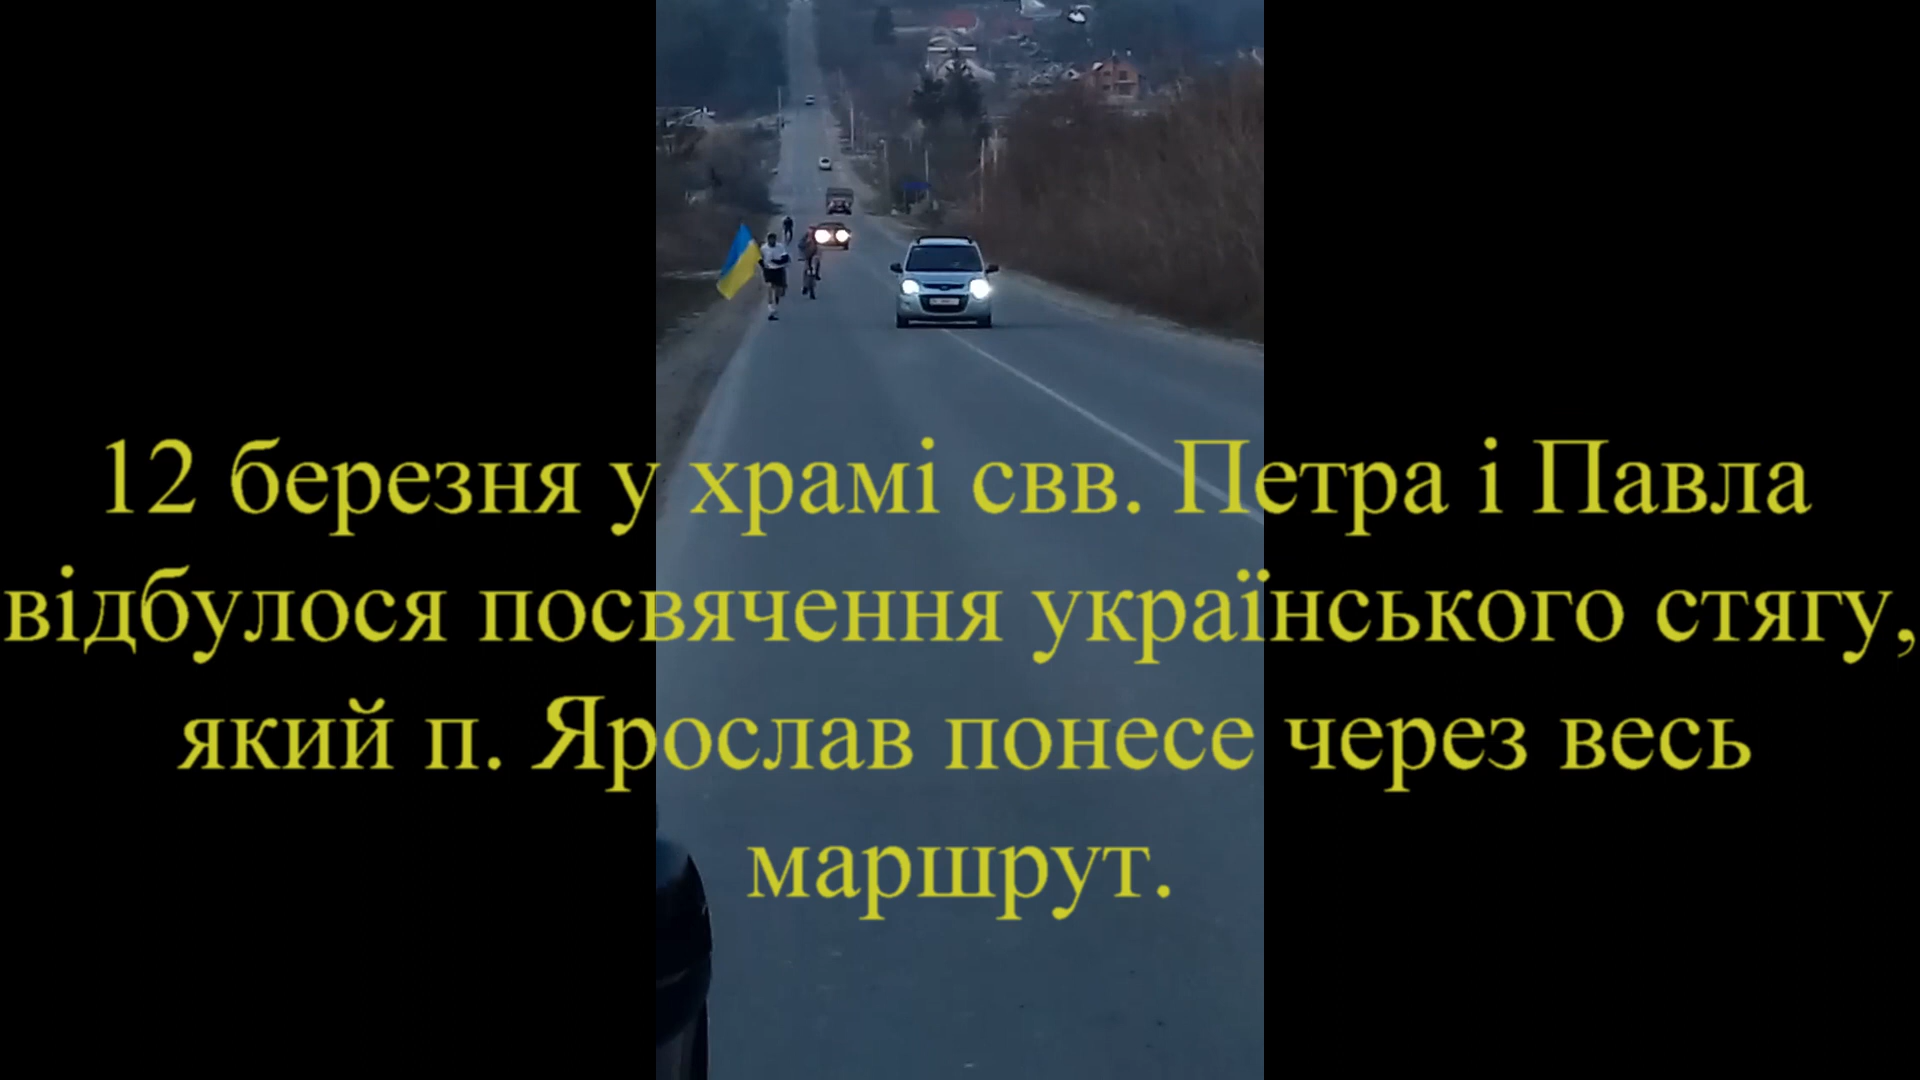 12 березня у храмі свв. Петра і Павла
відбулося посвячення українського стягу,
який п. Ярослав понесе через весь
маршрут.